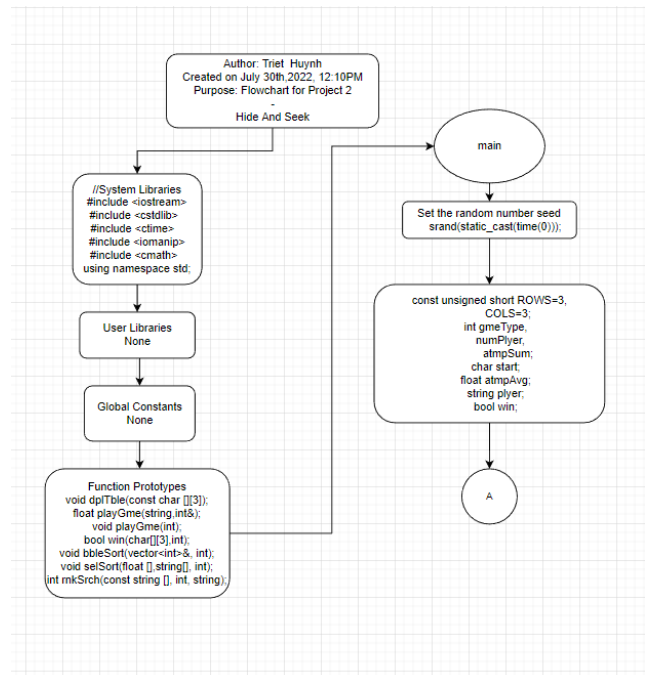 Author: Triet Huynh
Created on July 30th,2022, 12:10PM
Purpose: Flowchart for Project 2
-
Hide And Seek
//System Libraries
#include <iostream>
#include <cstdlib>
#include <ctime>
#include <iomanip>
#include <cmath>
using namespace std;
User Libraries
None
Global Constants
None
Function Prototypes
void dplTble(const char [][3]);
float playGme(string,int&);
void playGme(int);
bool win(char[][3],int);
void bbleSort(vector<int>&, int);
void selSort(float [],string[], int);
int rnkSrch(const string [], int, string);
main
Set the random number seed
srand(static_cast(time(0)));
const unsigned short ROWS=3,
COLS=3;
int gmeType,
numPlyer,
atmpSum;
char start;
float atmpAvg;
string plyer;
bool win;
A